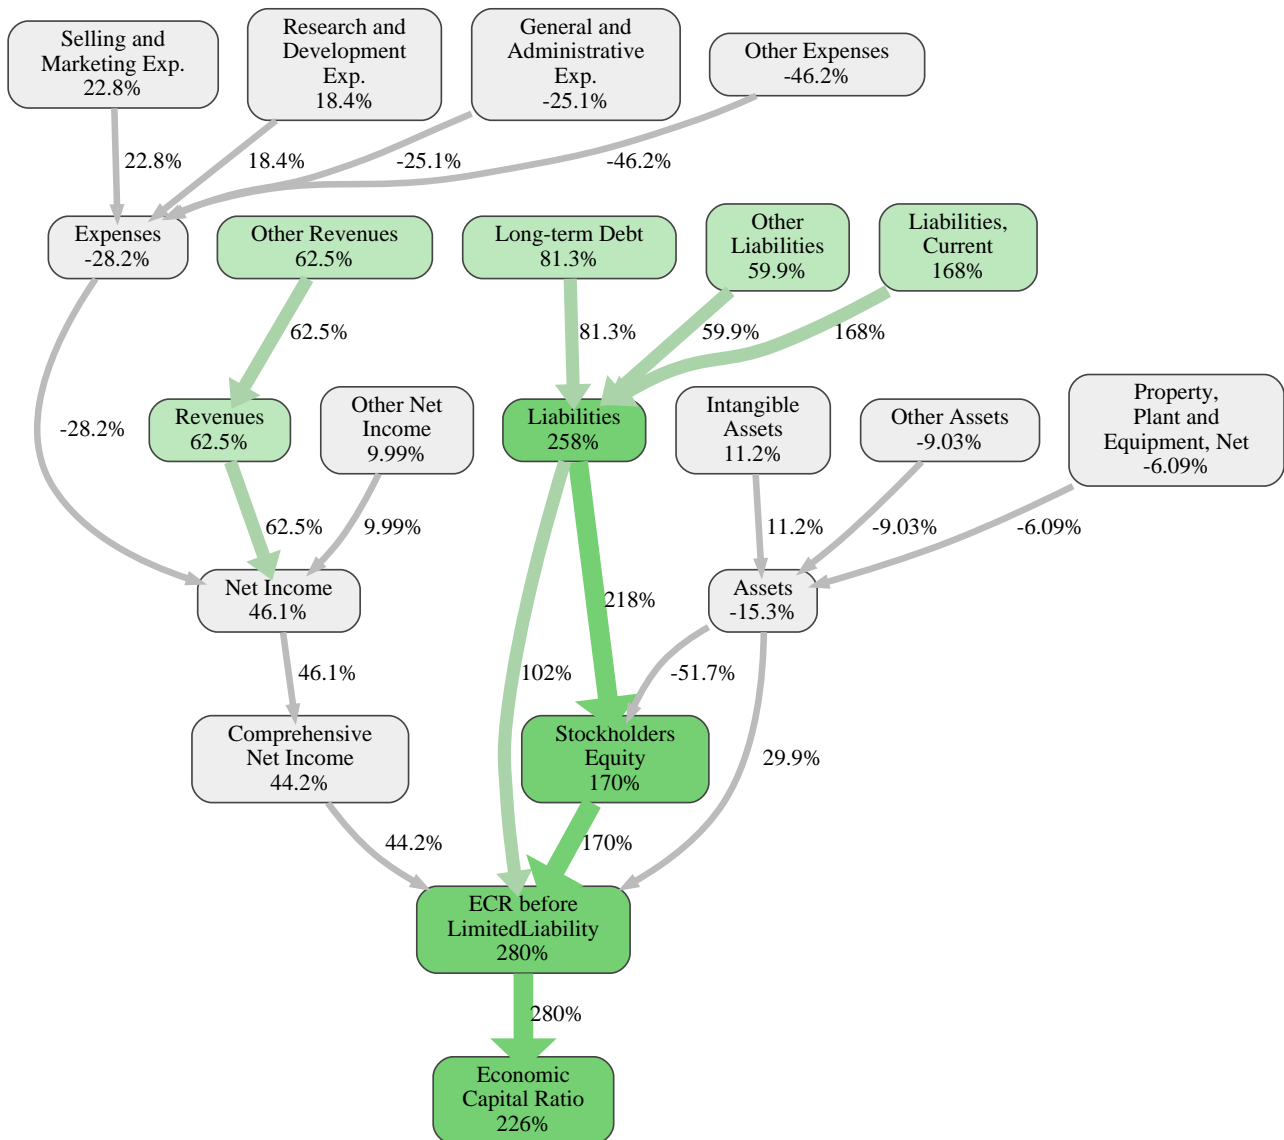 Selling and
Marketing Exp.
22.8%
Research and
Development
Exp.
18.4%
General and
Administrative
Exp.
-25.1%
Other Expenses
-46.2%
22.8%
18.4%
-25.1%
-46.2%
Expenses
-28.2%
Other Revenues
62.5%
Long-term Debt
81.3%
Other
Liabilities
59.9%
Liabilities,
Current
168%
62.5%
81.3%
59.9%
168%
-28.2%
Revenues
62.5%
Other Net
Income
9.99%
Liabilities
258%
Intangible
Assets
11.2%
Other Assets
-9.03%
Property,
Plant and
Equipment, Net
-6.09%
62.5%
9.99%
11.2%
-9.03%
-6.09%
Net Income
46.1%
218%
Assets
-15.3%
46.1%
102%
-51.7%
Comprehensive
Net Income
44.2%
Stockholders
Equity
170%
29.9%
44.2%
170%
ECR before
LimitedLiability
280%
280%
Economic
Capital Ratio
226%